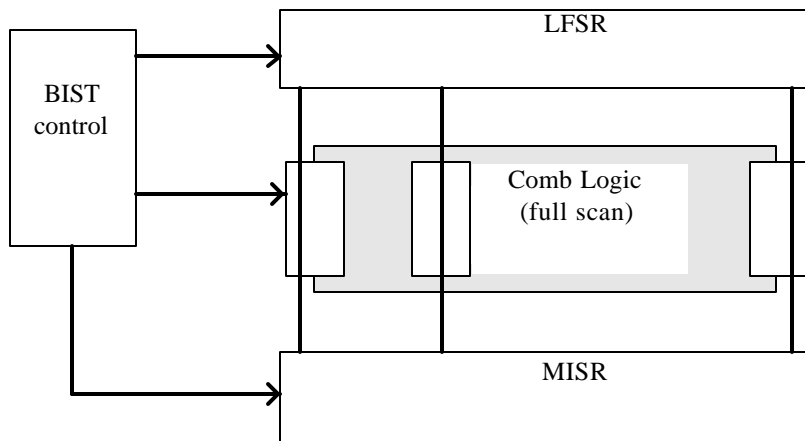 LFSR
BIST
control
Comb Logic
(full scan)
MISR